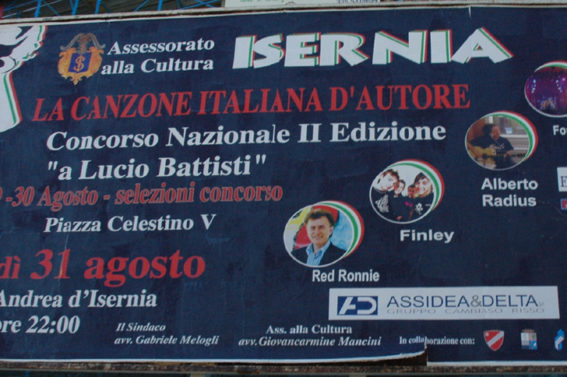 Assessorato
alla Cultura
ISERNIA
LA CANZONE ITALIANA D'AUTORE
Concorso Nazionale II Edizione
"a Lucio Battisti"
-30 Agosto - selezioni concorso
Piazza Celestino V
dì 31 agosto
Andrea d'Isernia
ore 22:00
Alberto
Radius
Finley
Red Ronnie
AD ASSIDEA&DELTA
GRUPPO CAMBIASO RISSO
Il Sindaco
avv. Gabriele Melogli
Ass. alla Cultura
avv. Giovancarmine Mancini
In collaborazione con: